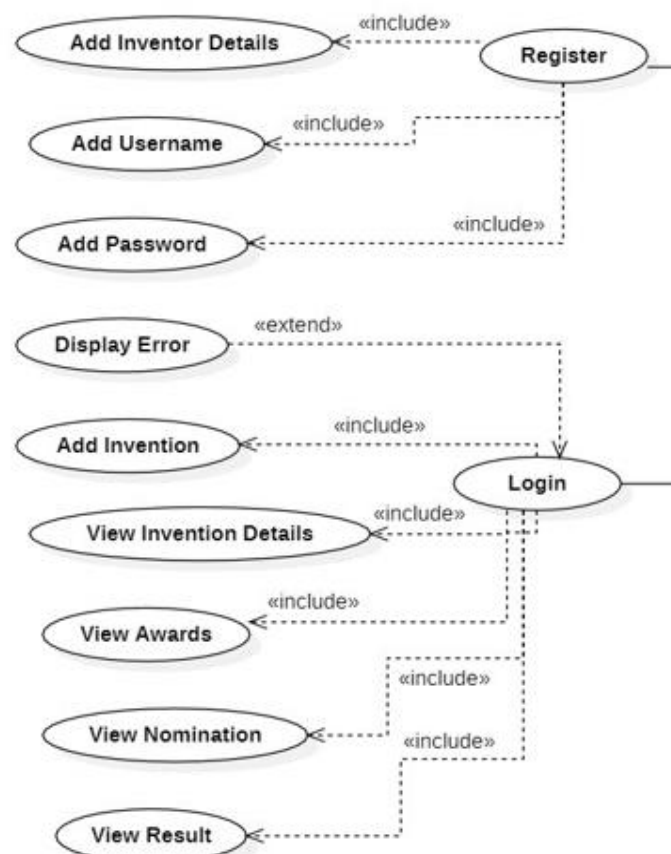 «include»
Add Inventor Details
Register
«include»
Add Username
«include»
Add Password
«extend»
Display Error
«include»
Add Invention
Login
«include»
View Invention Details
«include»
View Awards
«include»
View Nomination
«include»
View Result